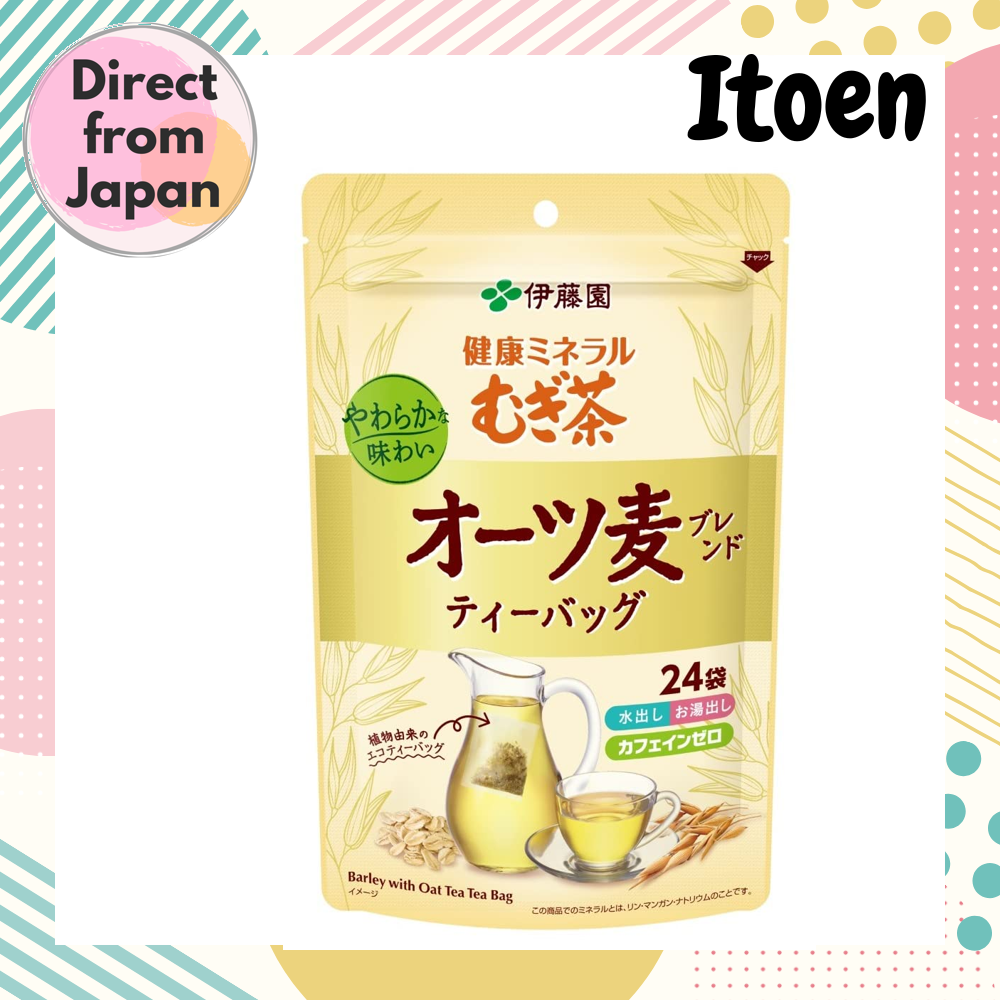 Direct
from
Japan
Itoen
チャック
伊藤園
健康ミネラル
むぎ茶
やわらかな
味わい
オーツ麦
ブレ
ンド
ティーバッグ
24袋
水出し お湯出し
カフェインゼロ
植物由来の
エコティーバッグ
Barley with Oat Tea Tea Bag
イメージ
この商品でのミネラルとは、リン・マンガン・ナトリウムのことです。